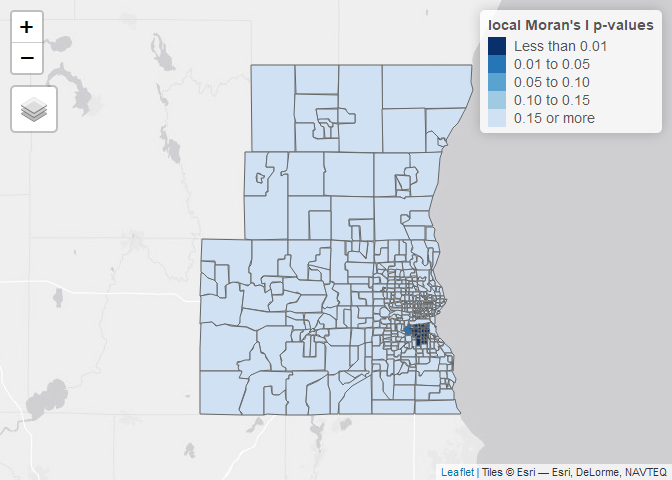 +
−
local Moran's I p-values
Less than 0.01
0.01 to 0.05
0.05 to 0.10
0.10 to 0.15
0.15 or more
Leaflet | Tiles © Esri — Esri, DeLorme, NAVTEQ